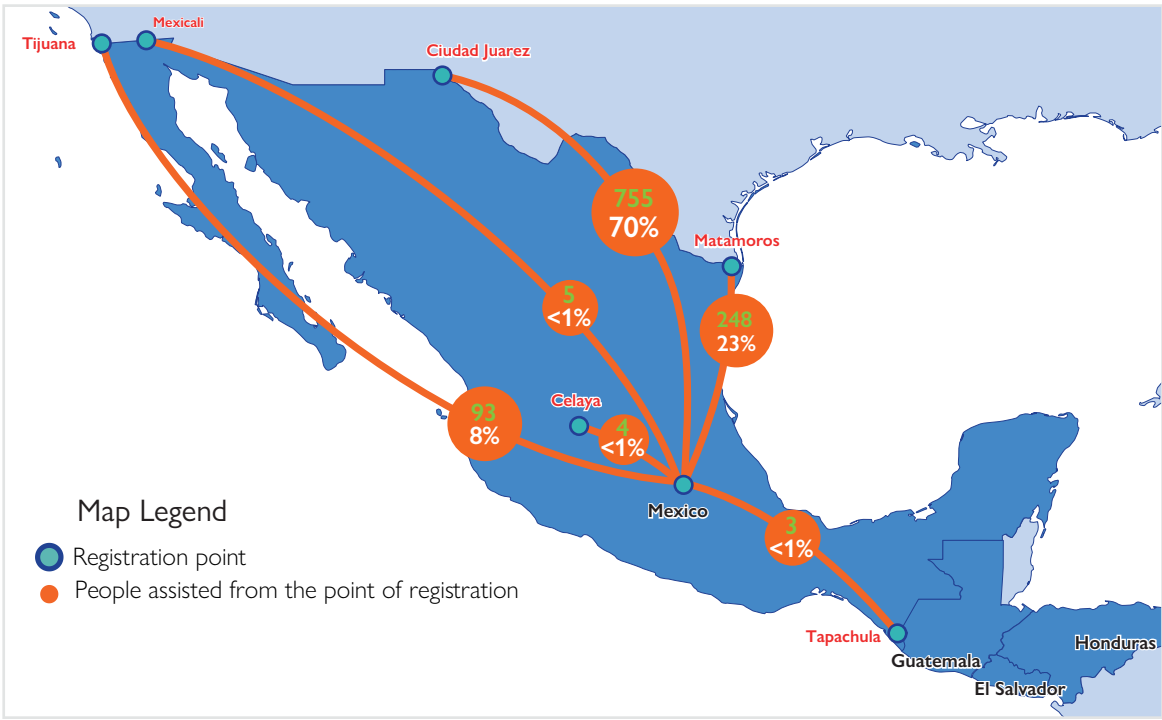 Mexicali
Tijuana
Ciudad Juarez
755
70%
Matamoros
5
<1%
248
23%
Celaya
93
8%
4
<1%
Mexico
3
<1%
Map Legend
Registration point
People assisted from the point of registration
Tapachula
Honduras
Guatemala
El Salvador